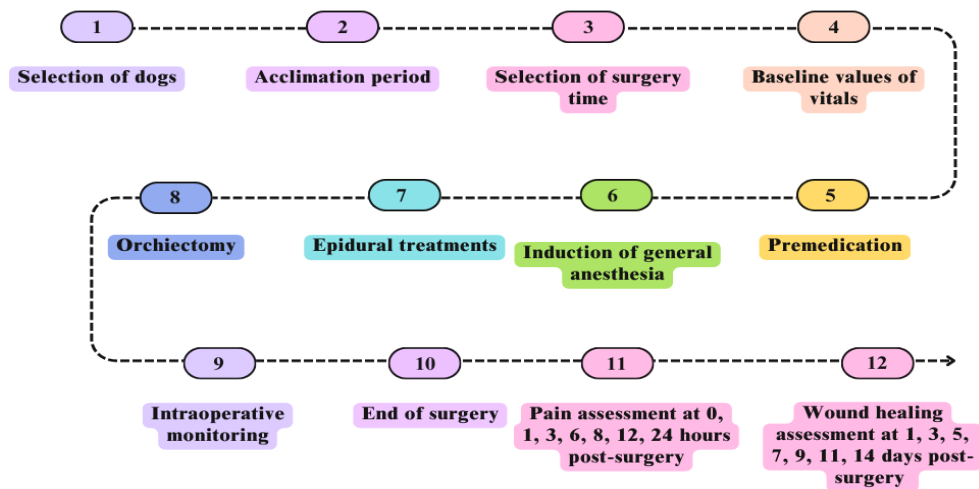 1
Selection of dogs
2
Acclimation period
3
Selection of surgery
time
4
Baseline values of
vitals
5
Premedication
6
Induction of general
anesthesia
7
Epidural treatments
8
Orchiectomy
9
Intraoperative
monitoring
10
End of surgery
11
Pain assessment at 0,
1, 3, 6, 8, 12, 24 hours
post-surgery
12
Wound healing
assessment at 1, 3, 5,
7, 9, 11, 14 days post-
surgery